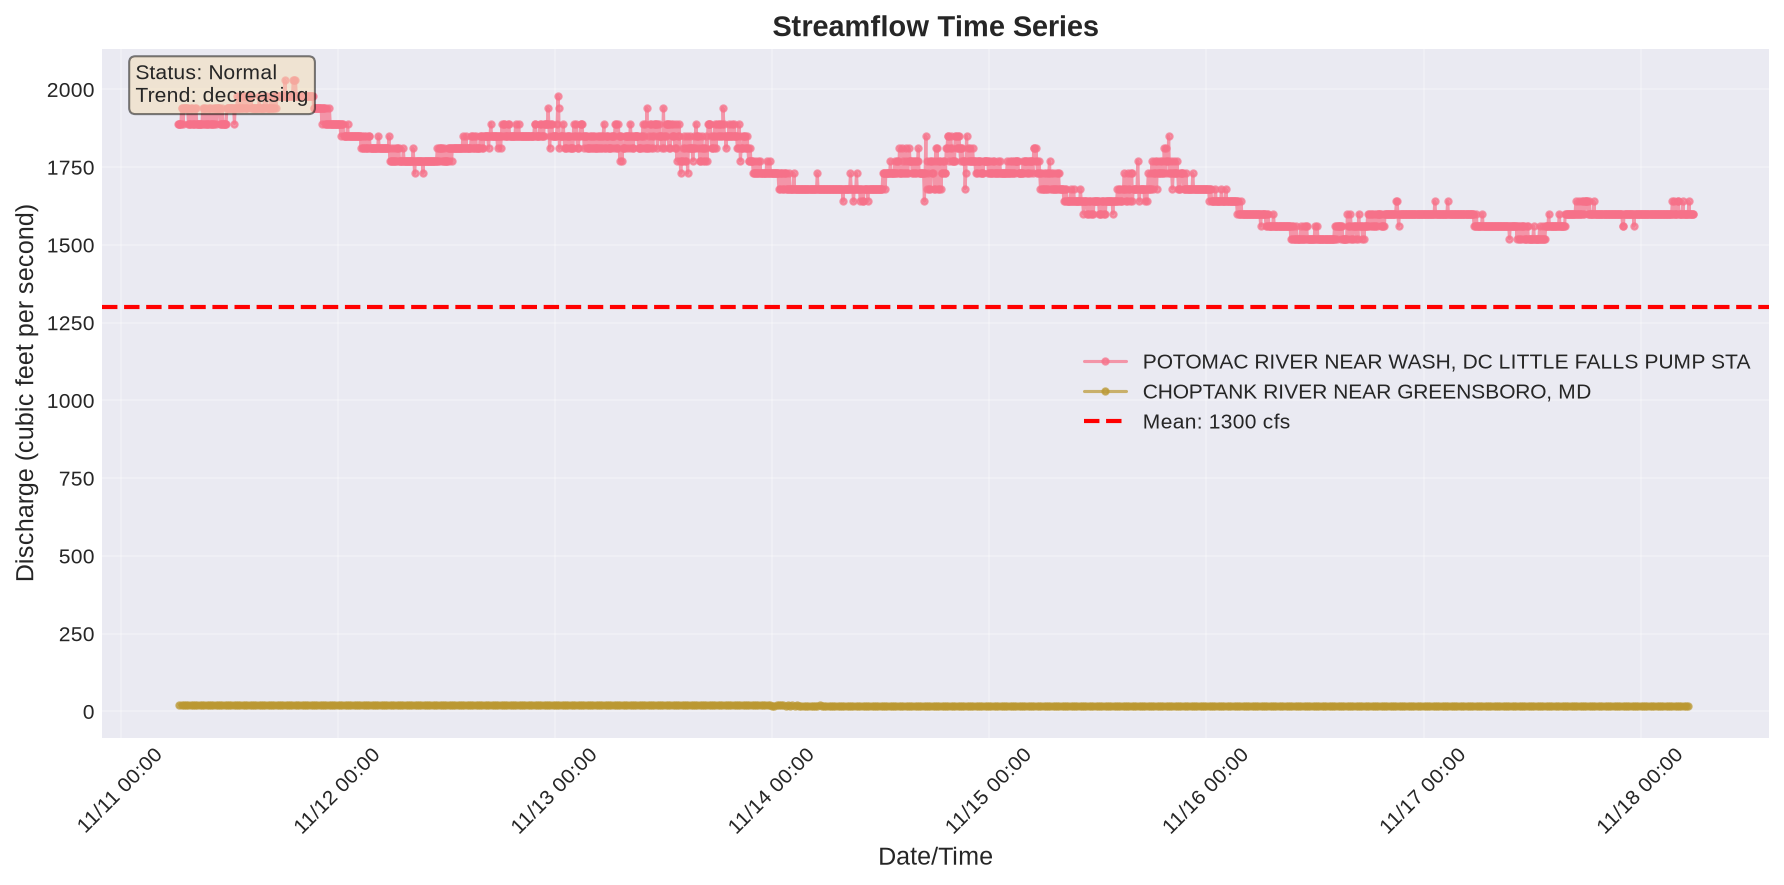 Streamflow Time Series
Status: Normal
Trend: decreasing
Discharge (cubic feet per second)
2000
1750
1500
1250
1000
750
500
250
0
POTOMAC RIVER NEAR WASH, DC LITTLE FALLS PUMP STA
CHOPTANK RIVER NEAR GREENSBORO, MD
Mean: 1300 cfs
11/11 00:00
11/12 00:00
11/13 00:00
11/14 00:00
11/15 00:00
11/16 00:00
11/17 00:00
11/18 00:00
Date/Time